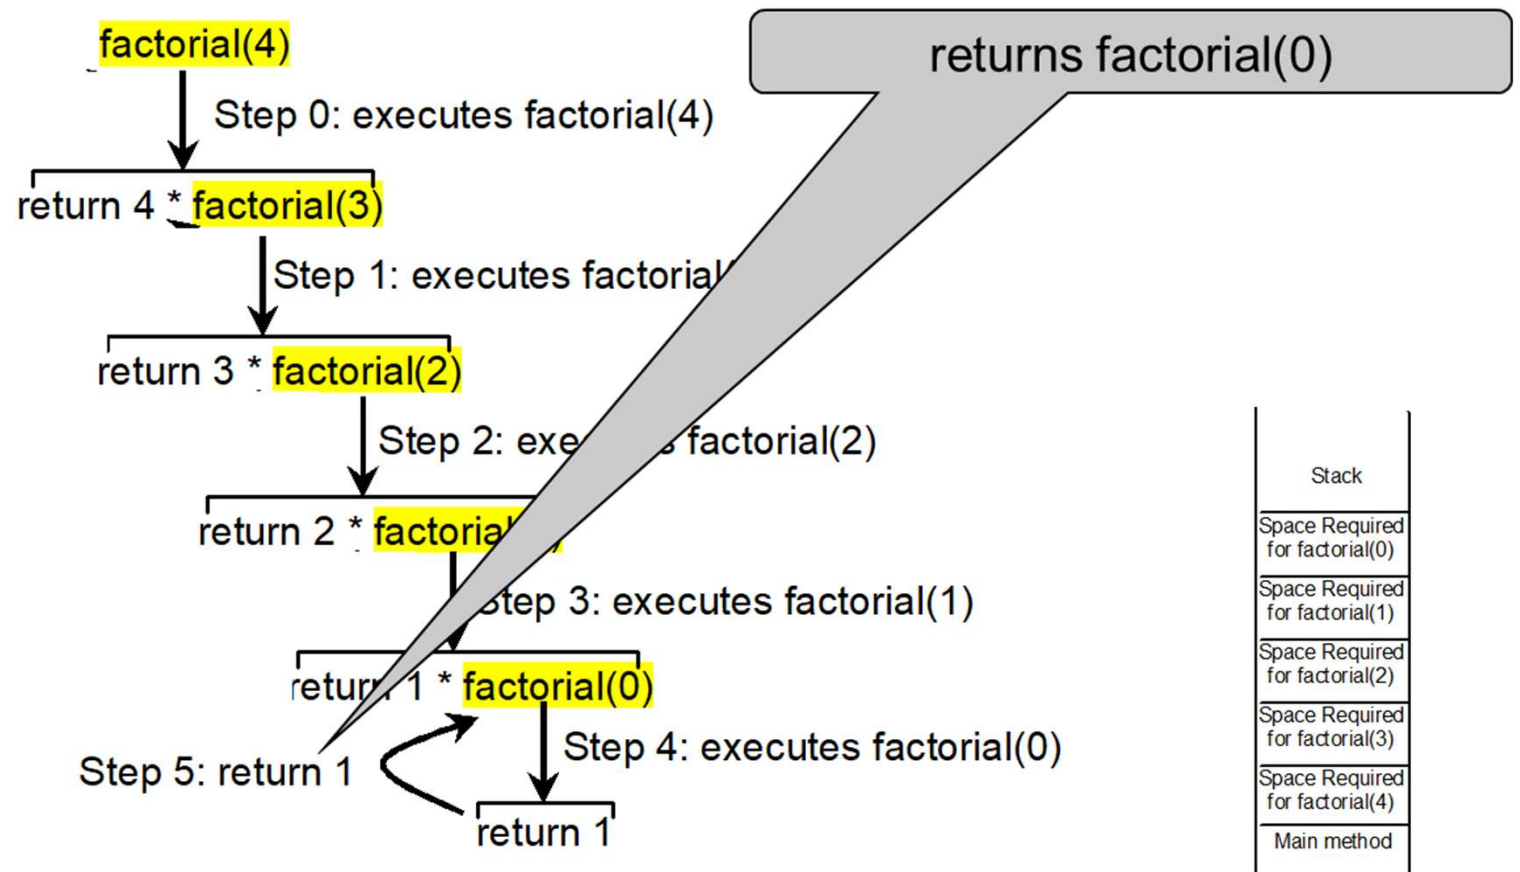 factorial(4)
returns factorial(0)
Step 0: executes factorial(4)
return 4 * factorial(3)
Step 1: executes factorial(
return 3 * factorial(2)
Step 2: exe s factorial(2)
return 2 * factorial )
Step 3: executes factorial(1)
return 1 * factorial(0)
Step 4: executes factorial(0)
Step 5: return 1
return 1
Stack
Space Required
for factorial(0)
Space Required
for factorial(1)
Space Required
for factorial(2)
Space Required
for factorial(3)
Space Required
for factorial(4)
Main method